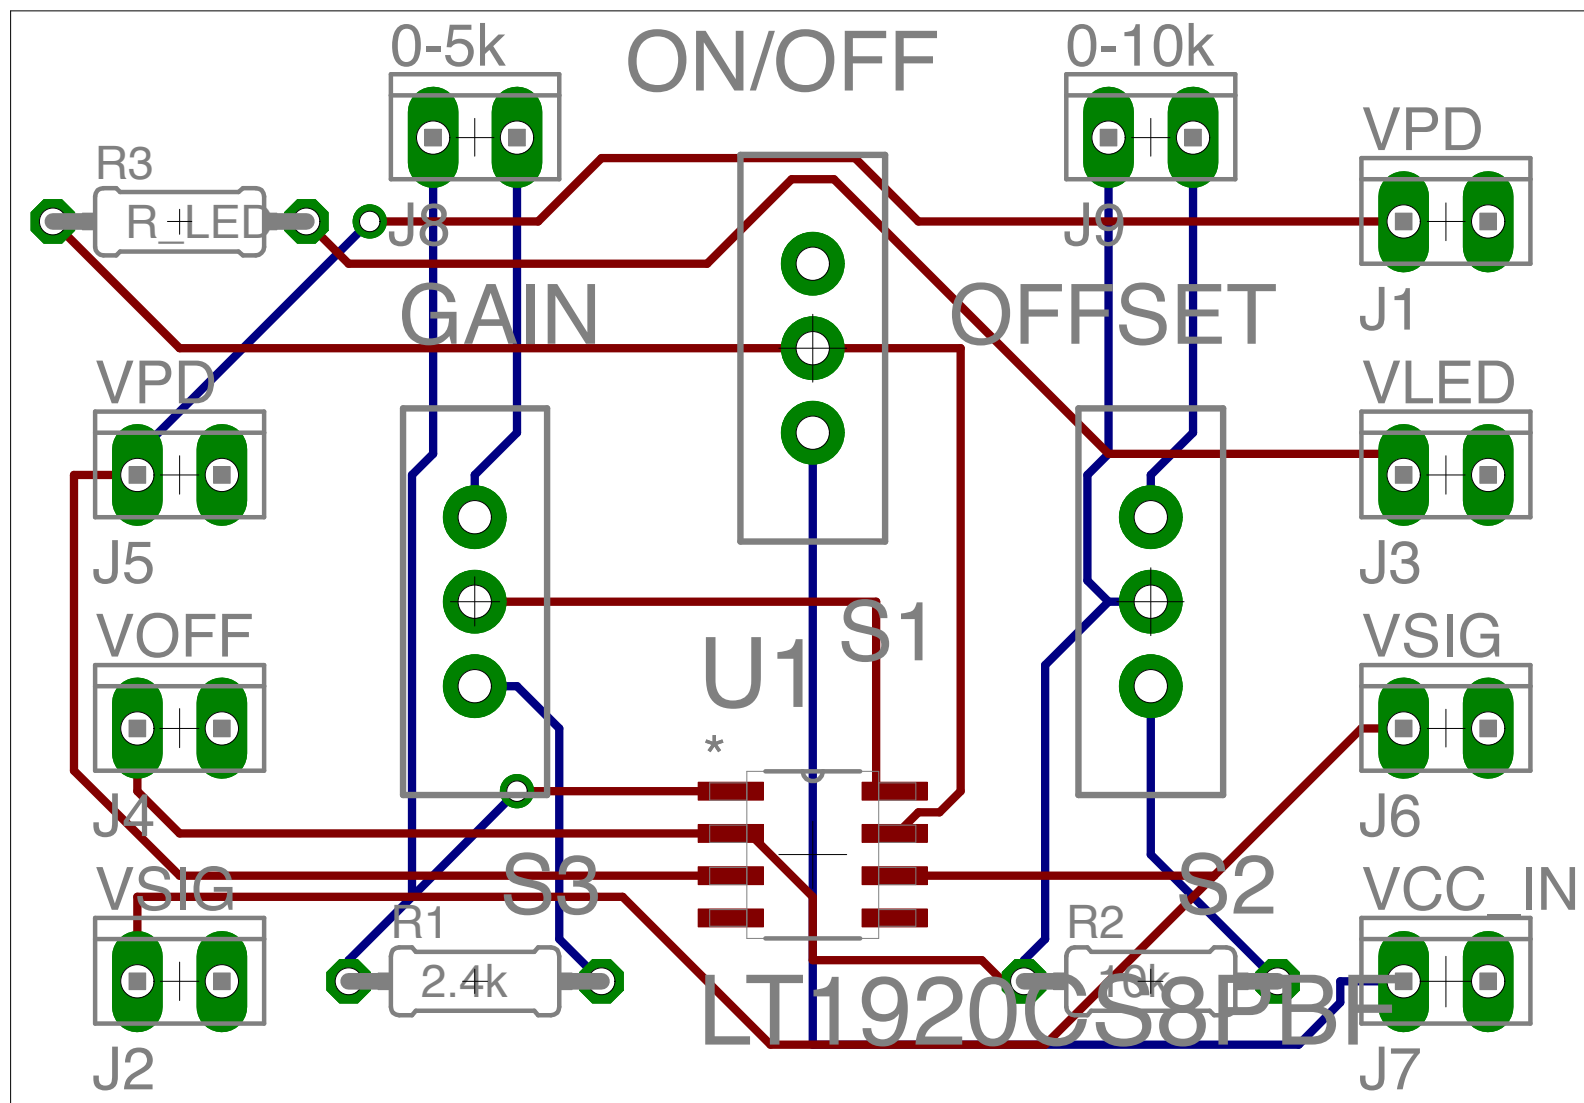 0-5k
ON/OFF
0-10k
VPD
R3
R_LED
J8
J9
GAIN
OFFSET
J1
VPD
VLED
J5
J3
VOFF
S1
VSIG
U1
*
J4
J6
VSIG
S3
S2
VCC_IN
R1
R2
2.4k
10k
LT1920CS8PBF
J2
J7